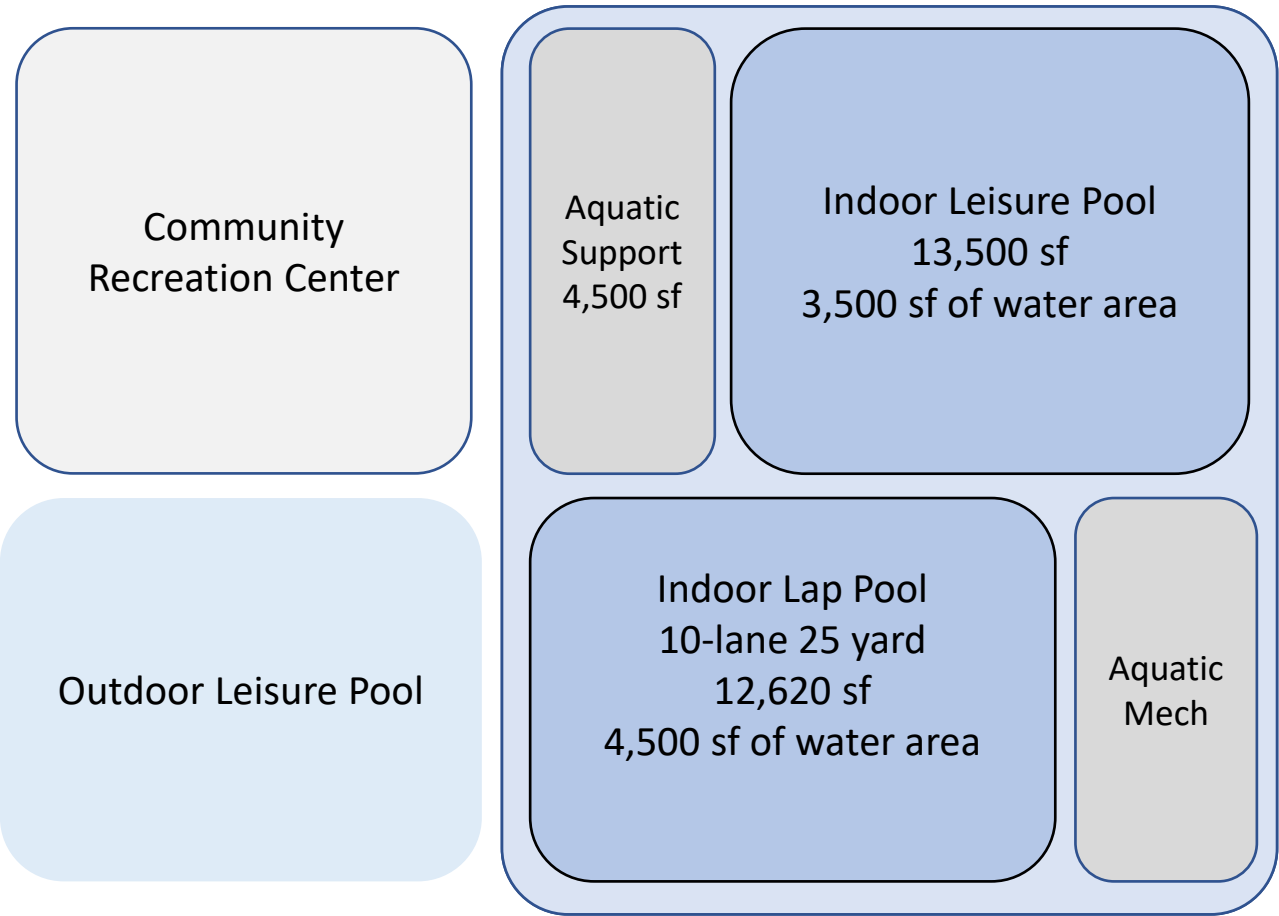 Community
Recreation Center
Aquatic
Support
4,500 sf
Indoor Leisure Pool
13,500 sf
3,500 sf of water area
Outdoor Leisure Pool
Indoor Lap Pool
10-lane 25 yard
12,620 sf
4,500 sf of water area
Aquatic
Mech